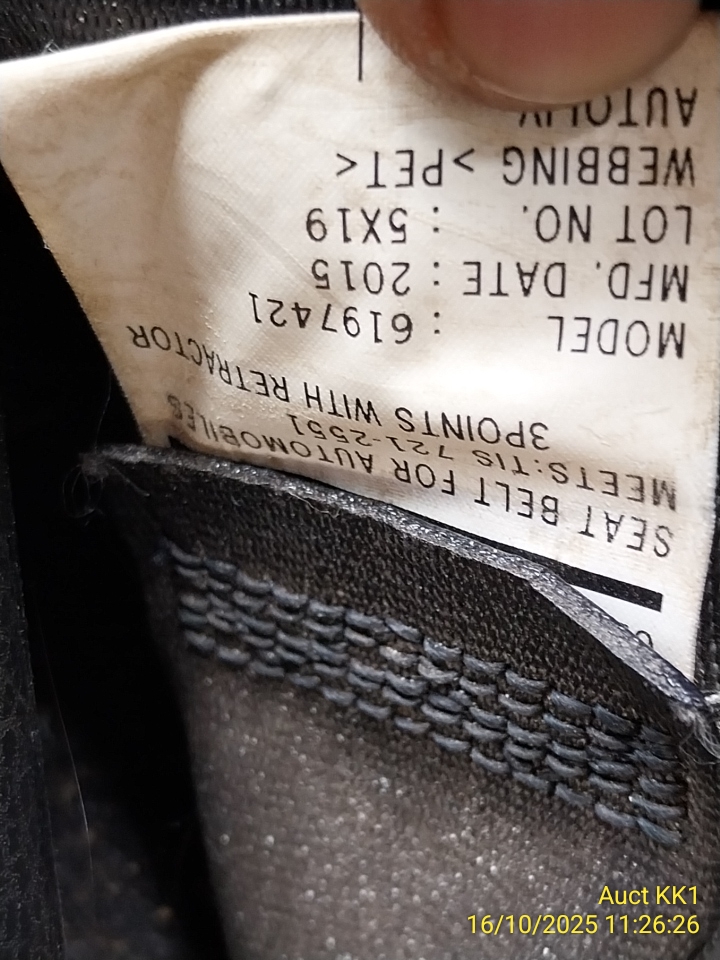 SEAT BELT FOR AUTOMOBILES
MEETS:TIS 721-2551
3POINTS WITH RETRACTOR
MODEL : 6197421
MFD. DATE : 2015
LOT NO. : 5X19
WEBBING >PET<
AUTOLIV
Auct KK1
16/10/2025 11:26:26